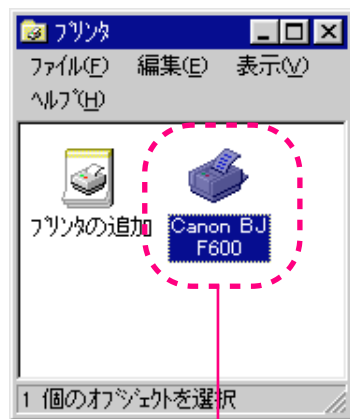 プリンタ
ファイル(F) 編集(E) 表示(V)
ヘルプ(H)
プリンタの追加
Canon BJ
F600
1 個のオブジェクトを選択